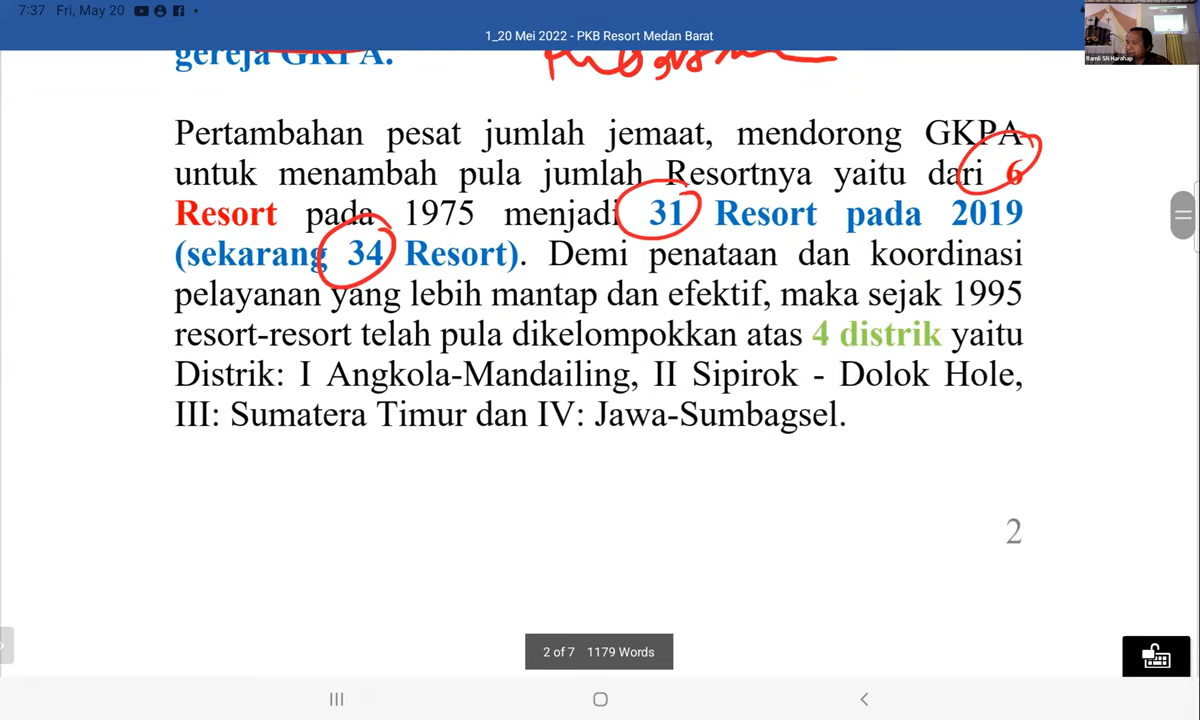 7:37 Fri, May 20
1_20 Mei 2022 - PKB Resort Medan Barat
Ramli SN Harahap
gereja GKPA.
Pertambahan pesat jumlah jemaat, mendorong GKPA
untuk menambah pula jumlah Resortnya yaitu dari 6
Resort pada 1975 menjadi 31 Resort pada 2019
(sekarang 34 Resort). Demi penataan dan koordinasi
pelayanan yang lebih mantap dan efektif, maka sejak 1995
resort-resort telah pula dikelompokkan atas 4 distrik yaitu
Distrik: I Angkola-Mandailing, II Sipirok - Dolok Hole,
III: Sumatera Timur dan IV: Jawa-Sumbagsel.
2
2 of 7 1179 Words